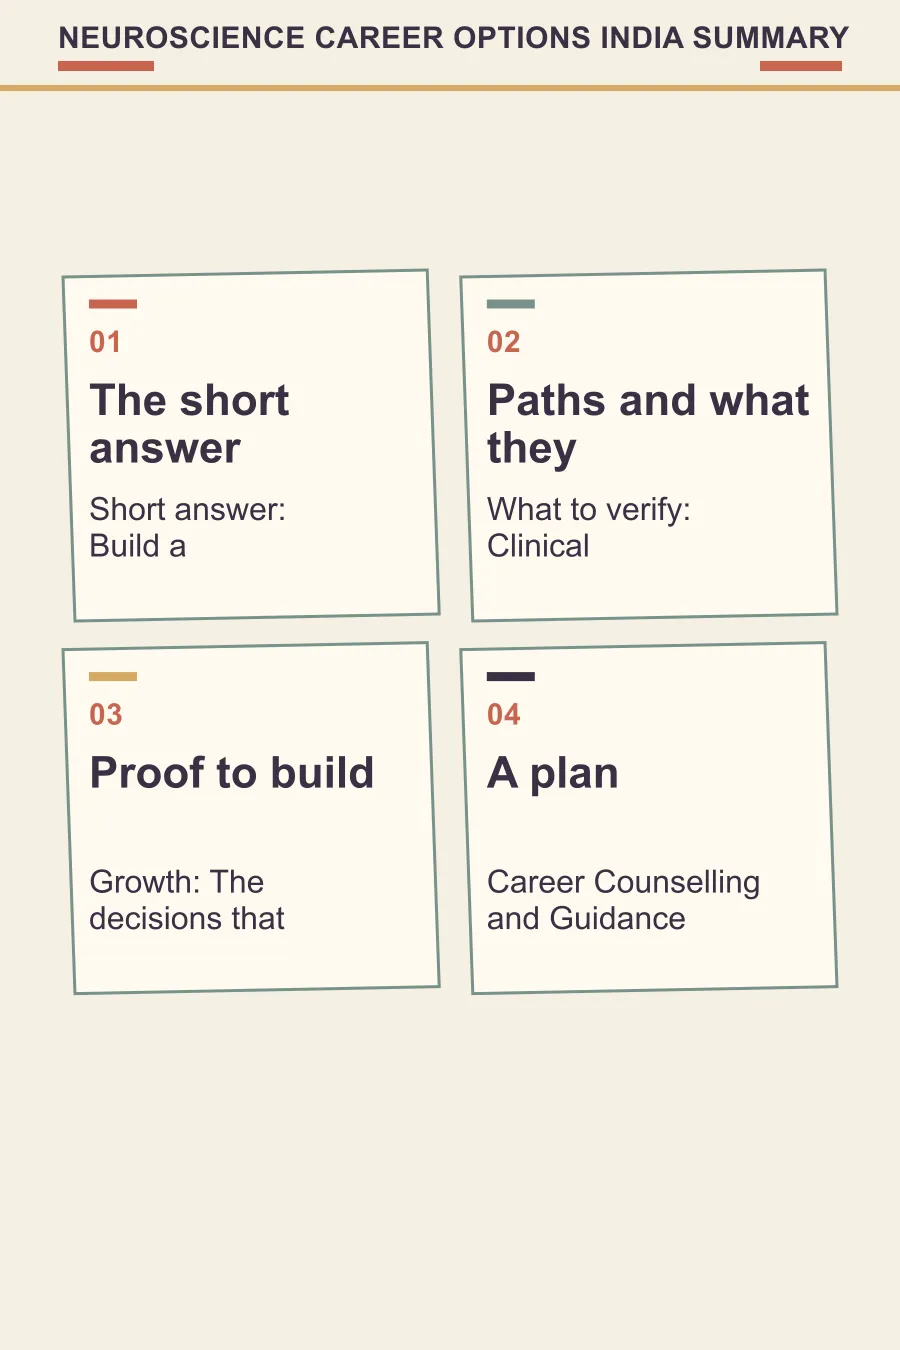 NEUROSCIENCE CAREER OPTIONS INDIA SUMMARY
01
The short
answer
Short answer:
Build a
02
Paths and what
they
What to verify:
Clinical
03
Proof to build
Growth: The
decisions that
04
A plan
Career Counselling
and Guidance